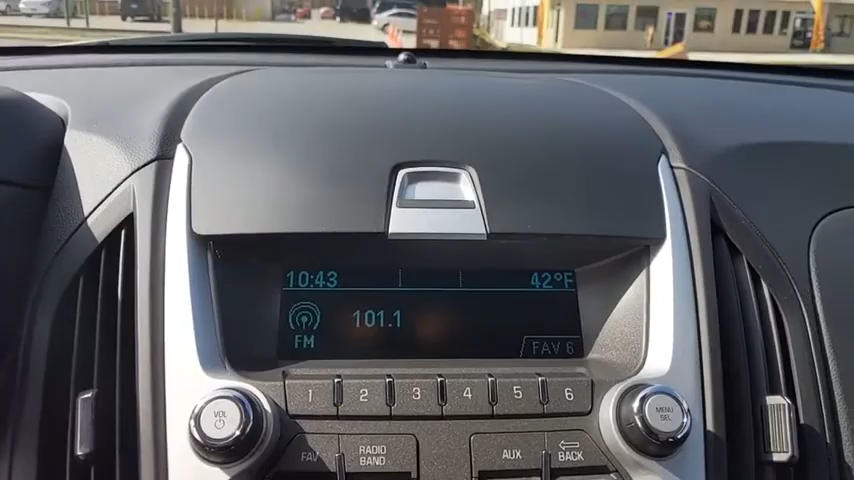 10:43 42°F
FM 101.1
FAV 6
1 2 3 4 5 6
VOL
MENU
SEL
FAV
RADIO
BAND
AUX
BACK